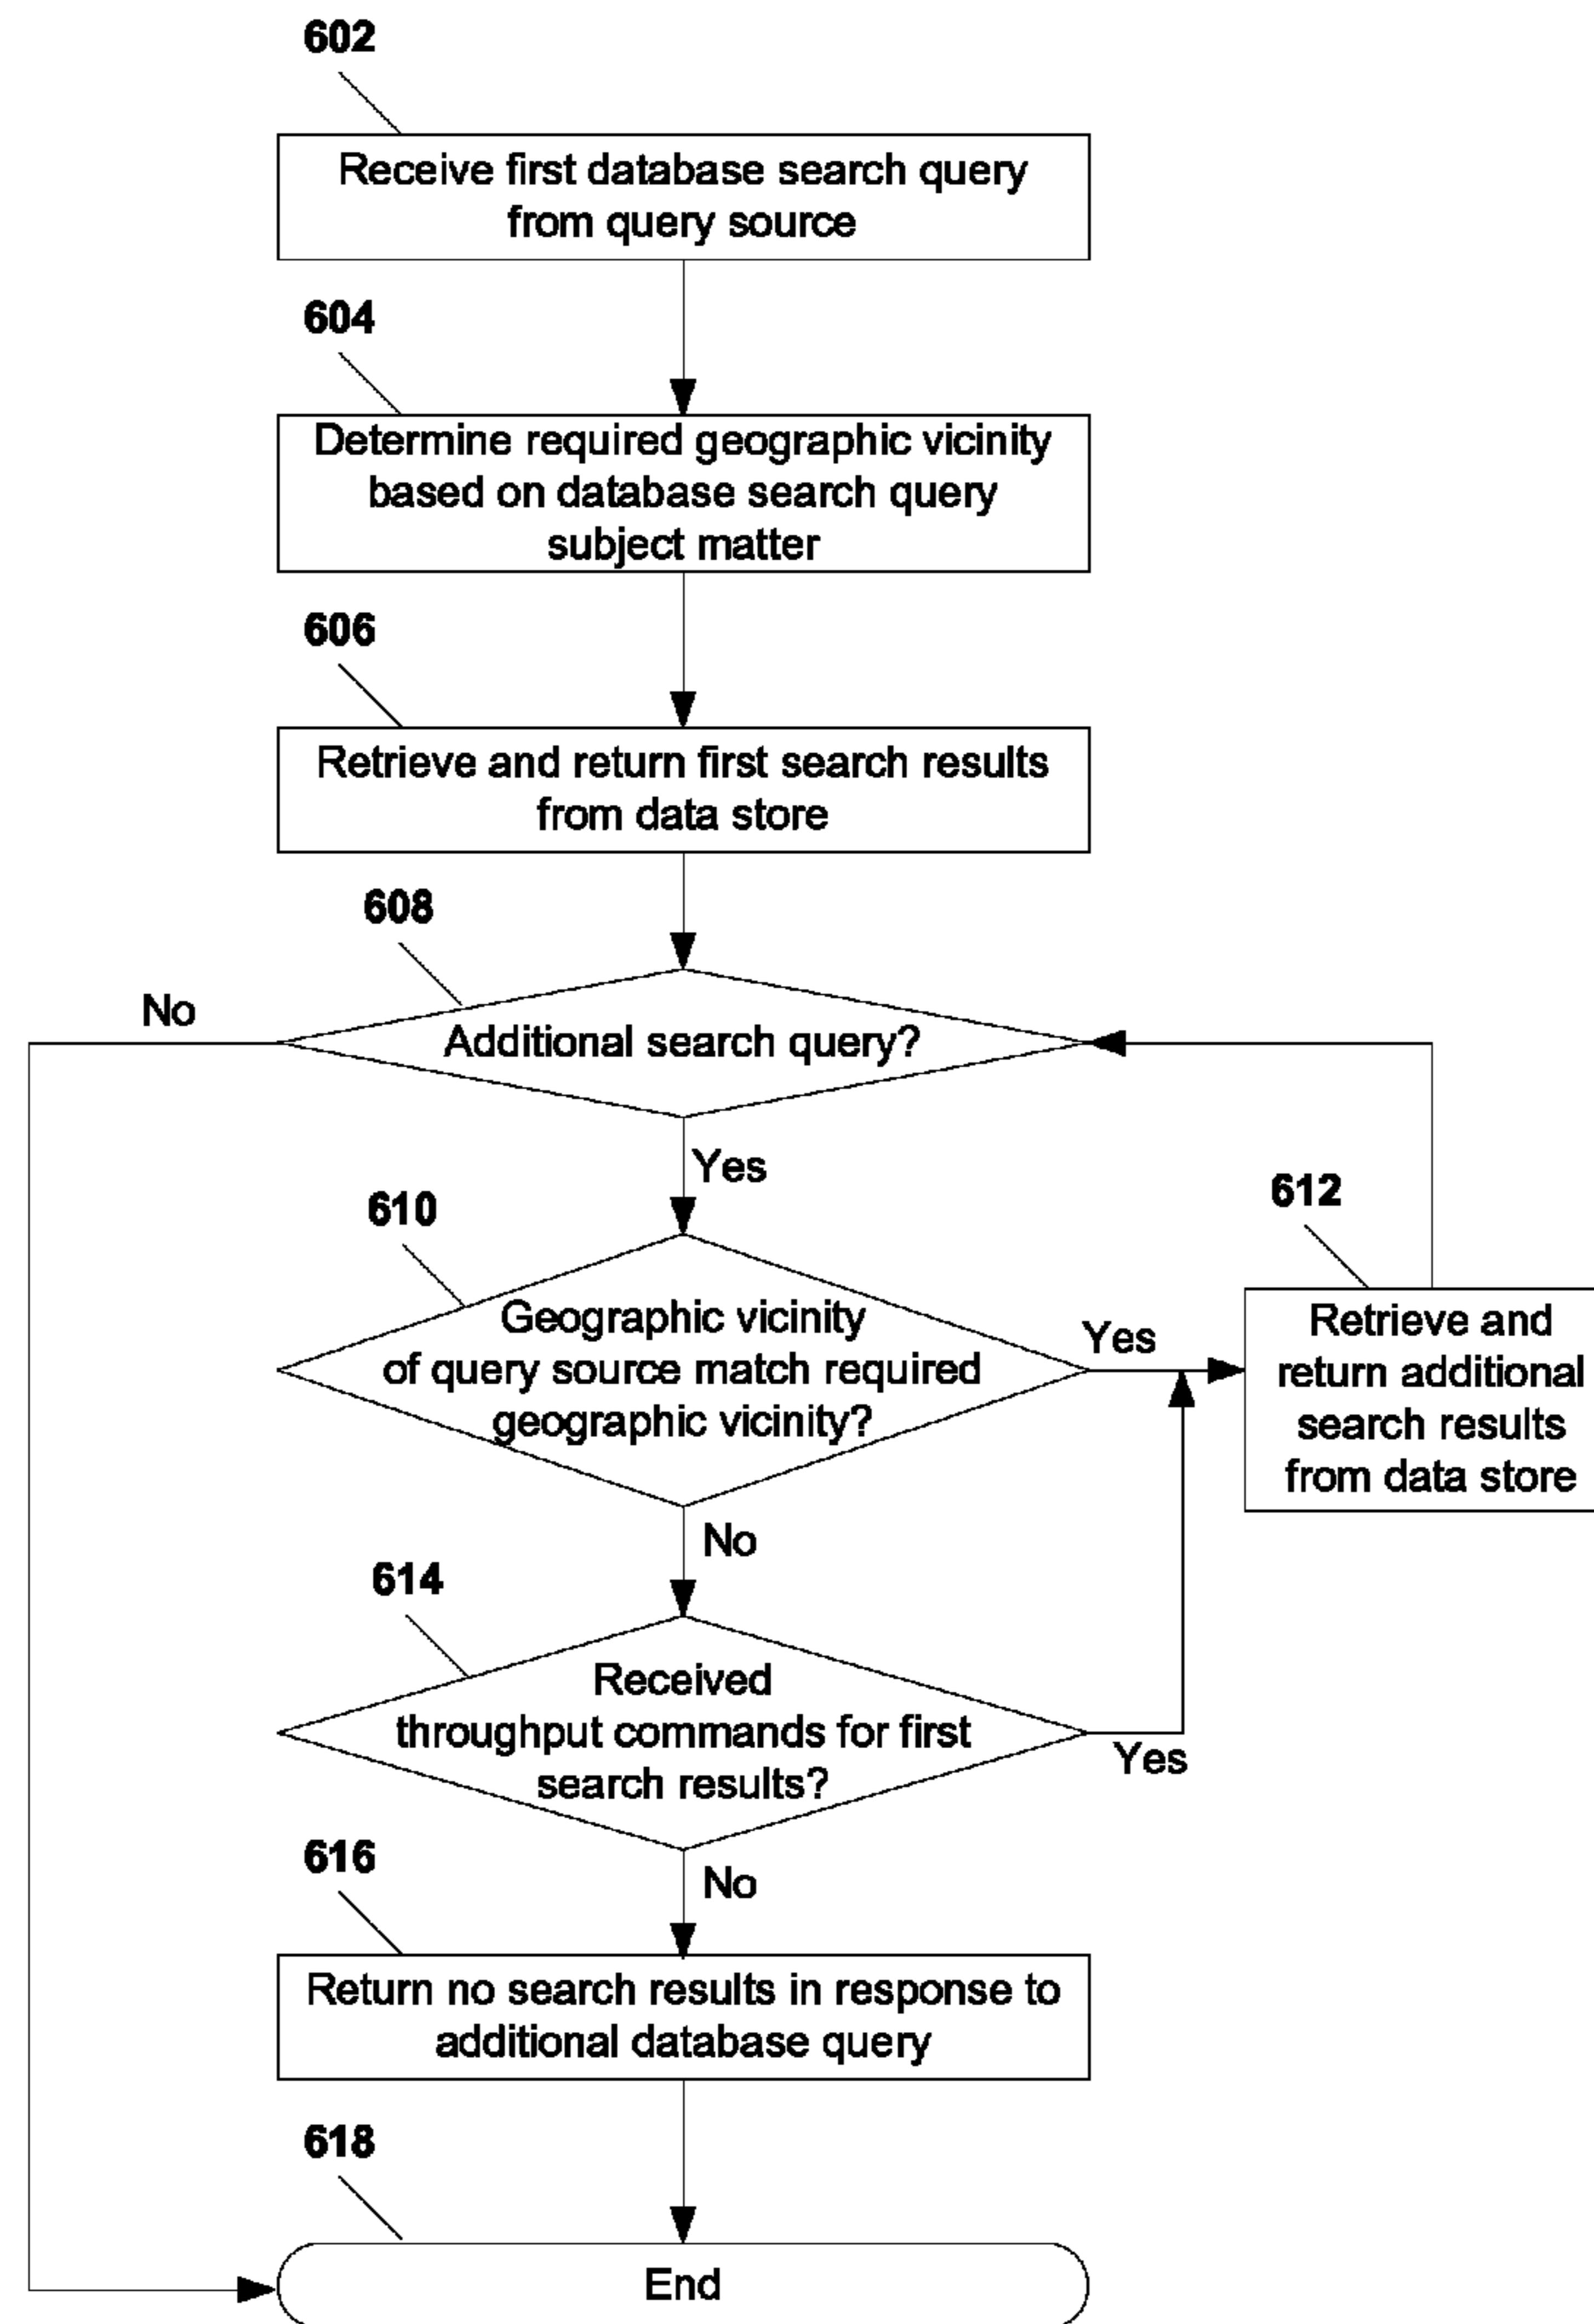 602
Receive first database search query
from query source
604
Determine required geographic vicinity
based on database search query
subject matter
606
Retrieve and return first search results
from data store
608
No
Additional search query?
Yes
610
612
Geographic vicinity
of query source match required
geographic vicinity?
Yes
Retrieve and
return additional
search results
from data store
No
614
Received
throughput commands for first
search results?
Yes
616
No
Return no search results in response to
additional database query
618
End